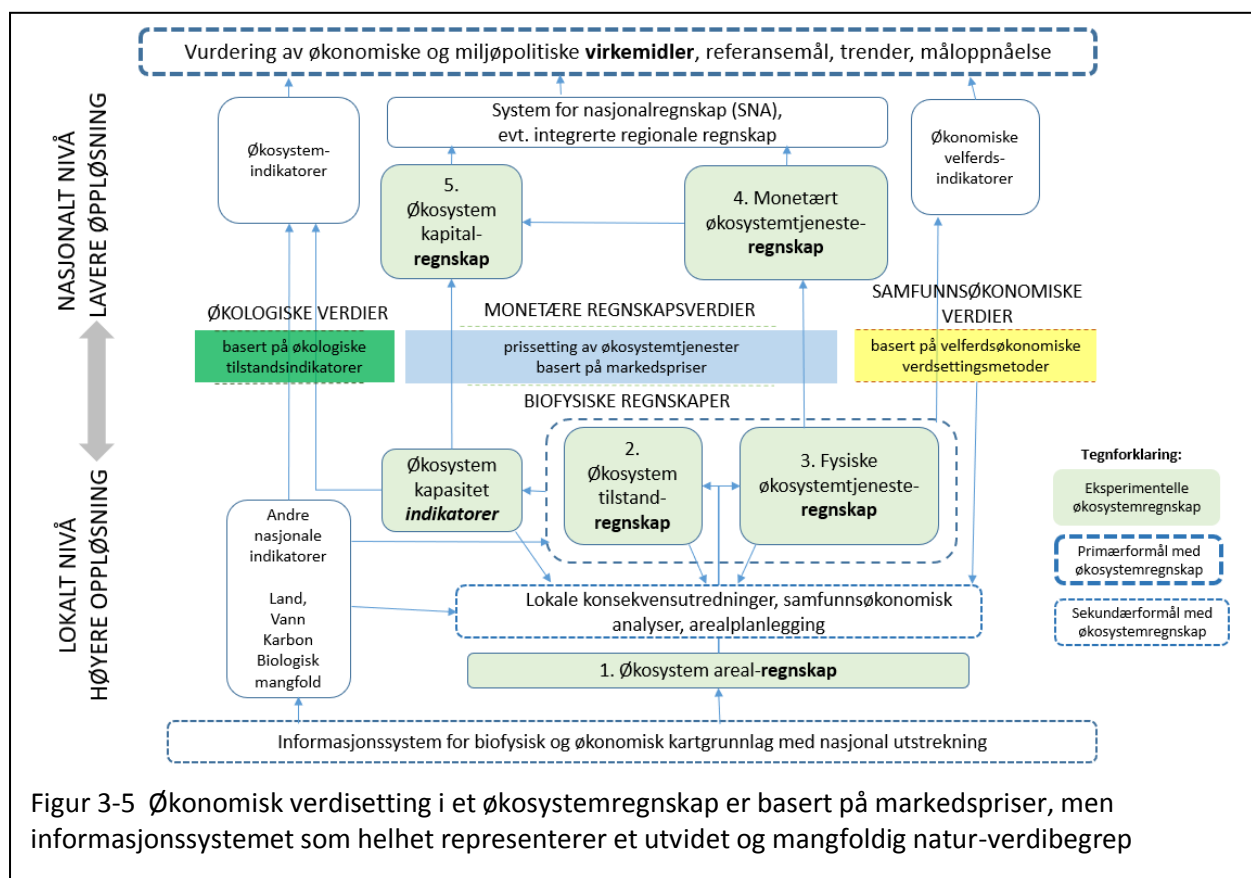 Vurdering av økonomiske og miljøpolitiske virkemidler, referansemål, trender, måloppnåelse
NASJONALT NIVÅ
LAVERE ØPPLØSNING
LOKALT NIVÅ
HØYERE OPPLØSNING
Økosystem-
indikatorer
System for nasjonalregnskap (SNA),
evt. integrerte regionale regnskap
Økonomiske
velferds-
indikatorer
5.
Økosystem
kapital-
regnskap
4. Monetært
økosystemtjeneste-
regnskap
ØKOLOGISKE VERDIER
basert på økologiske
tilstandsindikatorer
MONETÆRE REGNSKAPSVERDIER
prissetting av økosystemtjenester
basert på markedspriser
SAMFUNNSØKONOMISKE
VERDIER
basert på velferdsøkonomiske
verdsettingsmetoder
BIOFYSISKE REGNSKAPER
Økosystem
kapasitet
indikatorer
2.
Økosystem
tilstand-
regnskap
3. Fysiske
økosystemtjeneste-
regnskap
Andre
nasjonale
indikatorer
Land,
Vann
Karbon
Biologisk
mangfold
Lokale konsekvensutredninger, samfunnsøkonomisk
analyser, arealplanlegging
1. Økosystem areal-regnskap
Informasjonssystem for biofysisk og økonomisk kartgrunnlag med nasjonal utstrekning
Tegnforklaring:
Eksperimentelle
økosystemregnskap
Primærformål med
økosystemregnskap
Sekundærformål med
økosystemregnskap
Figur 3-5 Økonomisk verdisetting i et økosystemregnskap er basert på markedspriser, men
informasjonssystemet som helhet representerer et utvidet og mangfoldig natur-verdibegrep